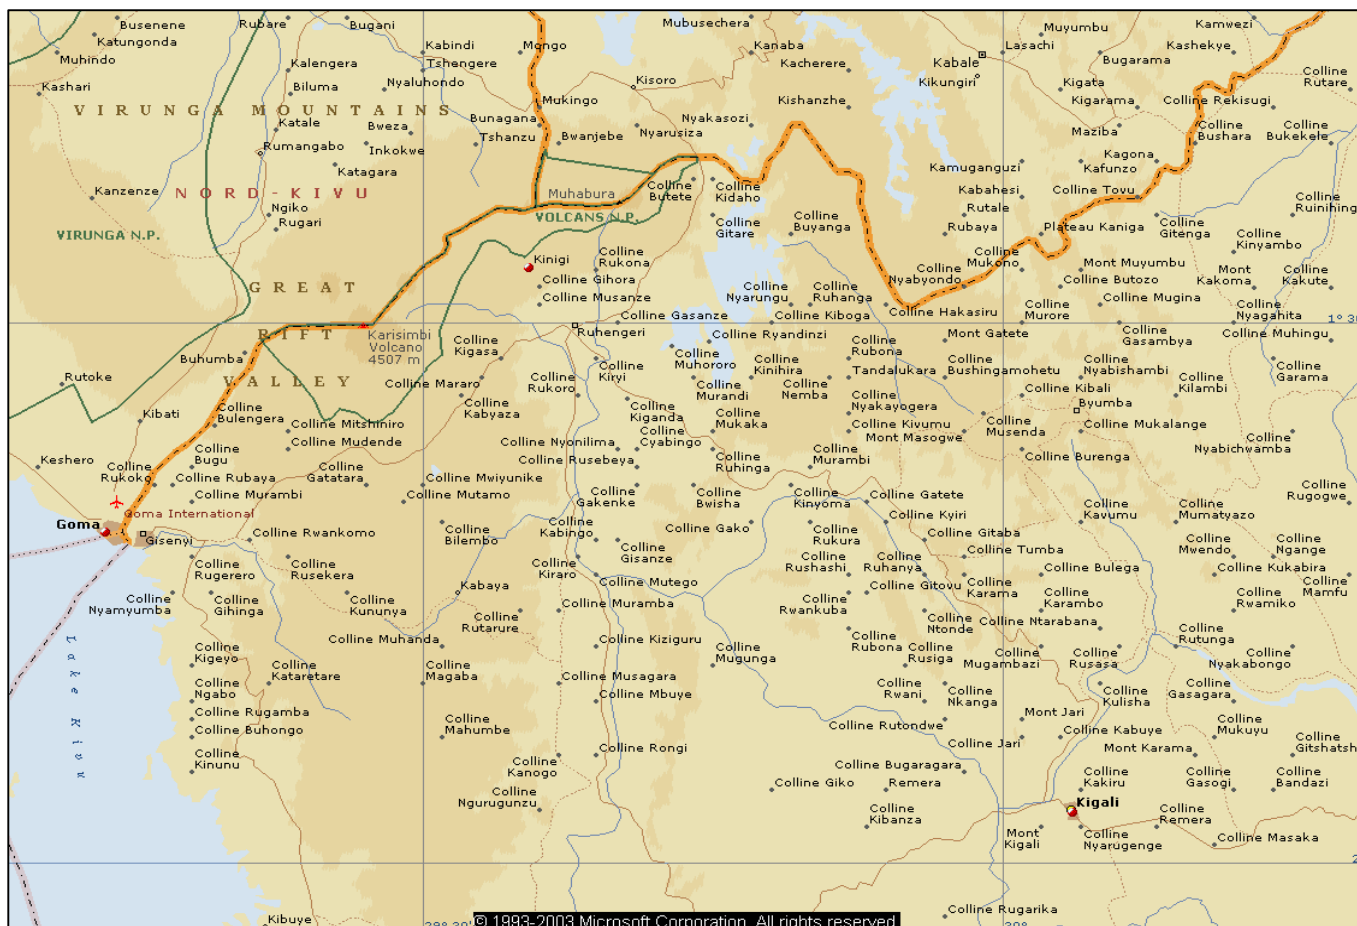 Busenene
Rubare
Bugani
Mubusechera
Muyumbu
Kamwezi
Katungonda
Kabindi
Mongo
Kanaba
Lasachi
Kashekye
Muhindo
Kalengera
Tshengere
Kacherere
Kabale
Bugarama
Kashari
Biluma
Nyaluhondo
Kisoro
Kikungiri
Kigata
Colline
Rutare
VIRUNGA MOUNTAINS
Mukingo
Kishanzhe
Kigarama
Colline Rekisugi
Katale
Bweza
Bunagana
Nyakasozi
Maziba
Colline
Bushara
Colline
Bukekele
Rumangabo
Inkokwe
Tshanzu
Bwanjebe
Nyarusiza
Katagara
Kamuganguzi
Kagona
Kafunzo
Kanzenze
NORD-KIVU
Muhabura
Colline
Butete
Colline
Kidaho
Kabahesi
Colline Tovu
Colline
Ruinihing
Ngiko
Rugari
VOLCANS N.P.
Rutale
VIRUNGA N.P.
Colline
Gitare
Colline
Buyanga
Rubaya
Plateau Kaniga
Colline
Gitenga
Colline
Kinyambo
Kinigi
Colline
Rukona
Colline
Mukono
Colline Gihora
Colline
Nyabyondo
Mont Muyumbu
Mont
Kakoma
Colline
Kakute
GREAT
Colline Musanze
Colline
Nyarungu
Colline
Ruhanga
Colline Butozo
Colline Mugina
Colline Gasanze
Colline Kiboga
Colline Hakasiru
Colline
Murore
Colline
Nyagahita
RIFT
Karisimbi
Volcano
4507 m
Ruhengeri
Colline Ryandinzi
Mont Gatete
Colline
Gasambya
Colline Muhingu
1° 30
Buhumba
Colline
Kigasa
Colline
Muhororo
Colline
Kinihira
Colline
Rubona
Tandalukara
Colline
Bushingamohetu
Colline
Nyabishambi
Colline
Garama
Rutoke
VALLEY
Colline Mararo
Colline
Rukoro
Colline
Kiryi
Colline
Murandi
Colline
Nemba
Colline Kibali
Colline
Kilambi
Kibati
Colline
Bulengera
Colline
Kabyaza
Colline
Kiganda
Colline
Mukaka
Colline
Nyakayogera
Byumba
Colline Mitshiniro
Colline Mudende
Colline Nyonilima
Colline
Cyabingo
Colline Kivumu
Mont Masogwe
Colline
Musenda
Colline Mukalange
Colline
Nyabichwamba
Keshero
Colline
Rukoko
Colline
Bugu
Colline Rusebeya
Colline
Ruhinga
Colline
Murambi
Colline Burenga
Colline Rubaya
Colline
Gatatara
Colline Mwiyunike
Colline Murambi
Colline Mutamo
Colline
Gakenke
Colline
Bwisha
Colline
Kinyoma
Colline Gatete
Colline
Rugogwe
Goma International
Goma
Colline
Bilembo
Colline
Kabingo
Colline Gako
Colline
Rukura
Colline Kyiri
Colline
Kavumu
Colline
Mumatyazo
Gisenyi
Colline Rwankomo
Colline
Gisanze
Colline Gitaba
Colline
Mwendo
Colline
Ngange
Colline
Rugerero
Colline
Rusekera
Colline
Kiraro
Colline
Rushashi
Colline
Ruhanya
Colline Tumba
Colline Bulega
Colline Kukabira
Colline
Nyamyumba
Colline
Gihinga
Colline
Kununya
Kabaya
Colline Mutego
Colline Gitovu
Colline
Karama
Colline
Karambo
Colline
Rwamiko
Colline
Mamfu
Colline Muramba
Colline
Rwankuba
Colline
Rutarure
Colline
Ntonde
Colline Ntarabana
Colline Muhanda
Colline Kiziguru
Colline
Rubona
Colline
Rutunga
Lake Kivu
Colline
Kigeyo
Colline
Kataretare
Colline
Magaba
Colline
Mugunga
Colline
Rusiga
Colline
Mugambazi
Colline
Rusasa
Colline
Nyakabongo
Colline
Ngabo
Colline Musagara
Colline Mbuye
Colline
Rwani
Colline
Nkanga
Colline
Kulisha
Colline
Gasagara
Colline Rugamba
Colline Buhongo
Colline
Mahumbe
Colline Rutondwe
Mont Jari
Colline Kabuye
Colline
Mukuyu
Colline Rongi
Colline Jari
Mont Karama
Colline
Gitshatsh
Colline
Kinunu
Colline
Kanogo
Colline Bugaragara
Colline Giko
Remera
Colline
Kakiru
Colline
Gasogi
Colline
Bandazi
Colline
Ngurugunzu
Kigali
Colline
Kibanza
Mont
Kigali
Colline
Nyarugenge
Colline
Remera
Colline Masaka
Kibuye
© 1993-2003 Microsoft Corporation. All rights reserved.
Colline Rugarika